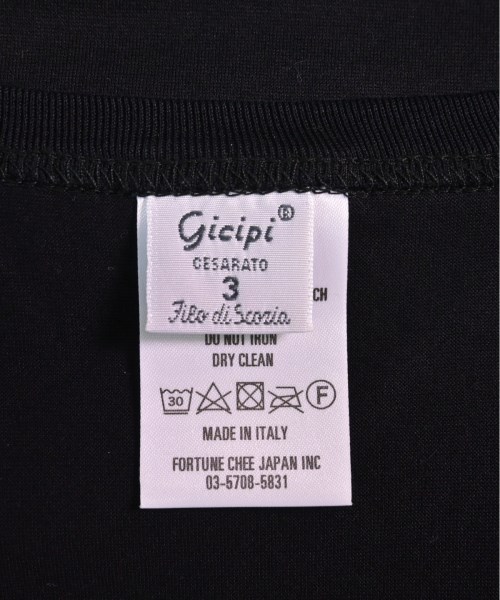 Gicipi®
CESARATO
3
Filo di Scozia
CH
DO NOT IRON
DRY CLEAN
30
F
MADE IN ITALY
FORTUNE CHEE JAPAN INC
03-5708-5831